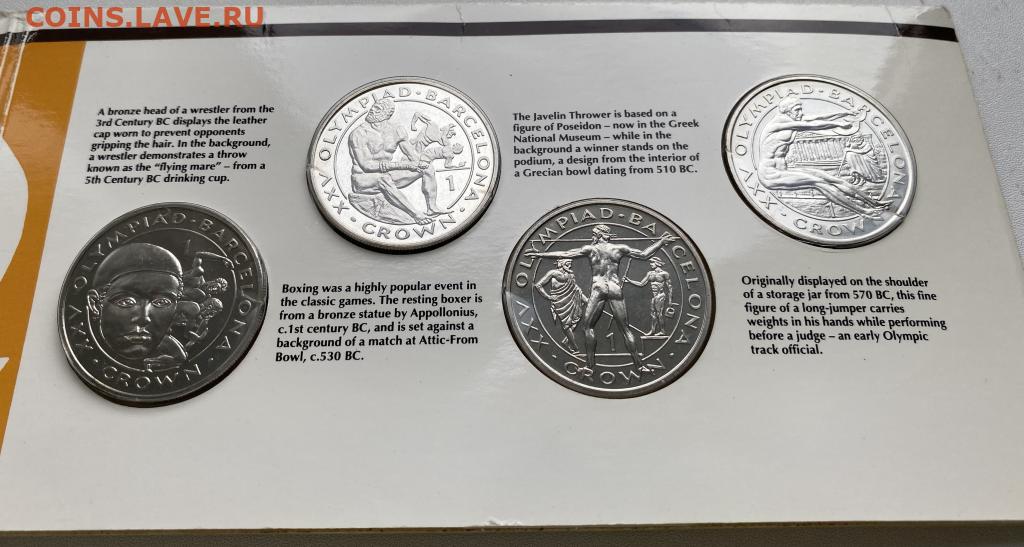 COINS.LAVE.RU
A bronze head of a wrestler from the
3rd Century BC displays the leather
cap worn to prevent opponents
gripping the hair. In the background,
a wrestler demonstrates a throw
known as the "flying mare" – from a
5th Century BC drinking cup.
XXV OLYMPIAD · BARCELONA
· CROWN ·
XXV OLYMPIAD · BARCELONA
1
· CROWN ·
Boxing was a highly popular event in
the classic games. The resting boxer is
from a bronze statue by Appollonius,
c.1st century BC, and is set against a
background of a match at Attic-From
Bowl, c.530 BC.
The Javelin Thrower is based on a
figure of Poseidon – now in the Greek
National Museum – while in the
background a winner stands on the
podium, a design from the interior of
a Grecian bowl dating from 510 BC.
XXV OLYMPIAD · BARCELONA
1
· CROWN ·
XXV OLYMPIAD · BARCELONA
1
· CROWN ·
Originally displayed on the shoulder
of a storage jar from 570 BC, this fine
figure of a long-jumper carries
weights in his hands while performing
before a judge – an early Olympic
track official.